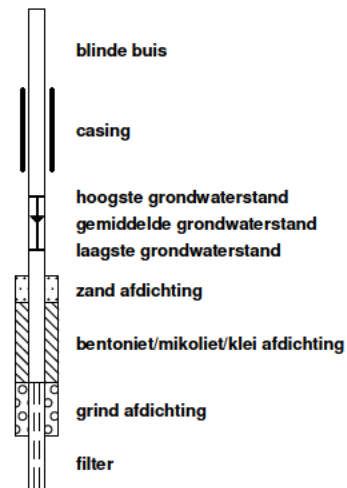 blinde buis
casing
hoogste grondwaterstand
gemiddelde grondwaterstand
laagste grondwaterstand
zand afdichting
bentoniet/mikoliet/klei afdichting
grind afdichting
filter